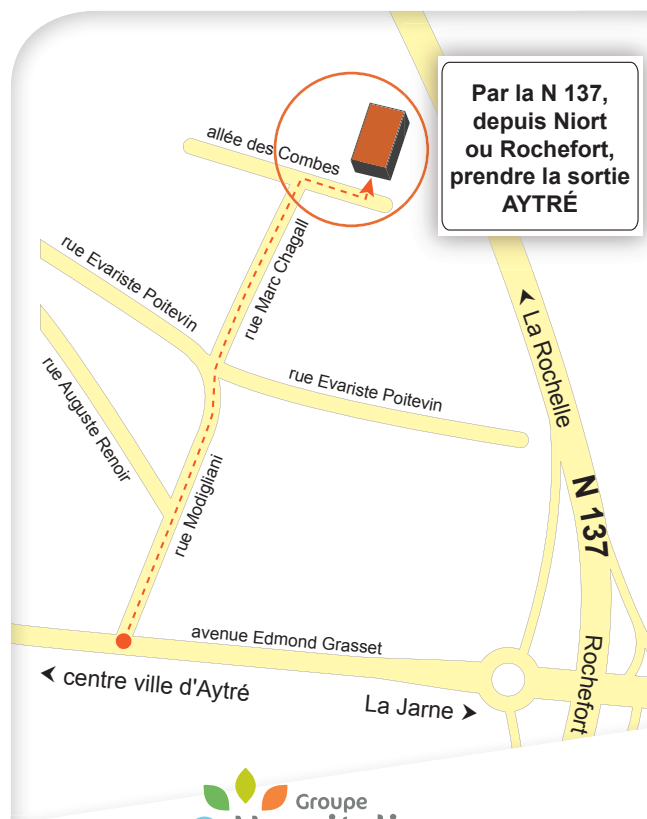 Par la N 137,
depuis Niort
ou Rochefort,
prendre la sortie
AYTRÉ
allée des Combes
rue Marc Chagall
rue Evariste Poitevin
rue Evariste Poitevin
rue Auguste Renoir
rue Modigliani
La Rochelle
N 137
Rochefort
avenue Edmond Grasset
centre ville d'Aytré
La Jarne
Groupe